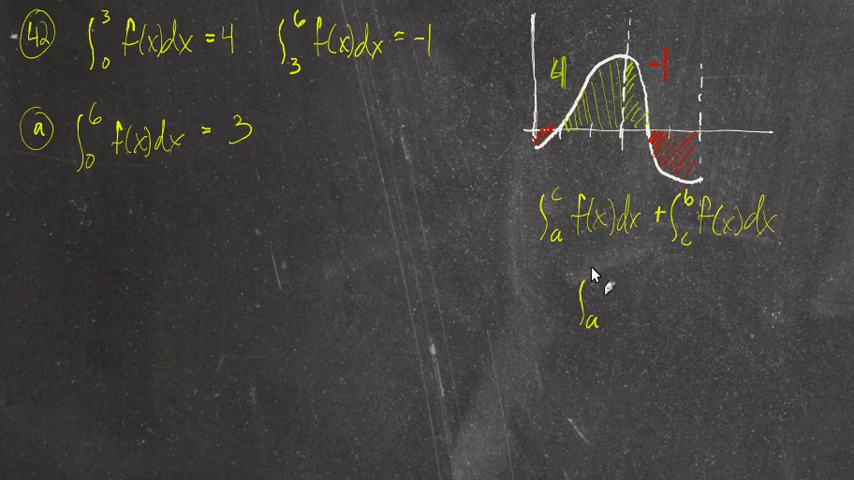 42 ∫₀³ f(x)dx = 4 ∫₃⁶ f(x)dx = -1
a ∫₀⁶ f(x)dx = 3
4 -1
∫ₐᶜ f(x)dx + ∫꜀ᵇ f(x)dx
∫ₐ